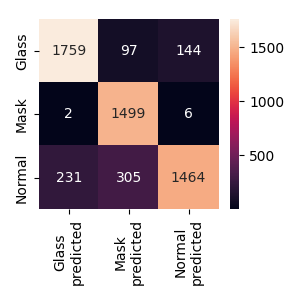 Glass 1759 97 144
Mask 2 1499 6
Normal 231 305 1464
Glass predicted
Mask predicted
Normal predicted
1500
1000
500